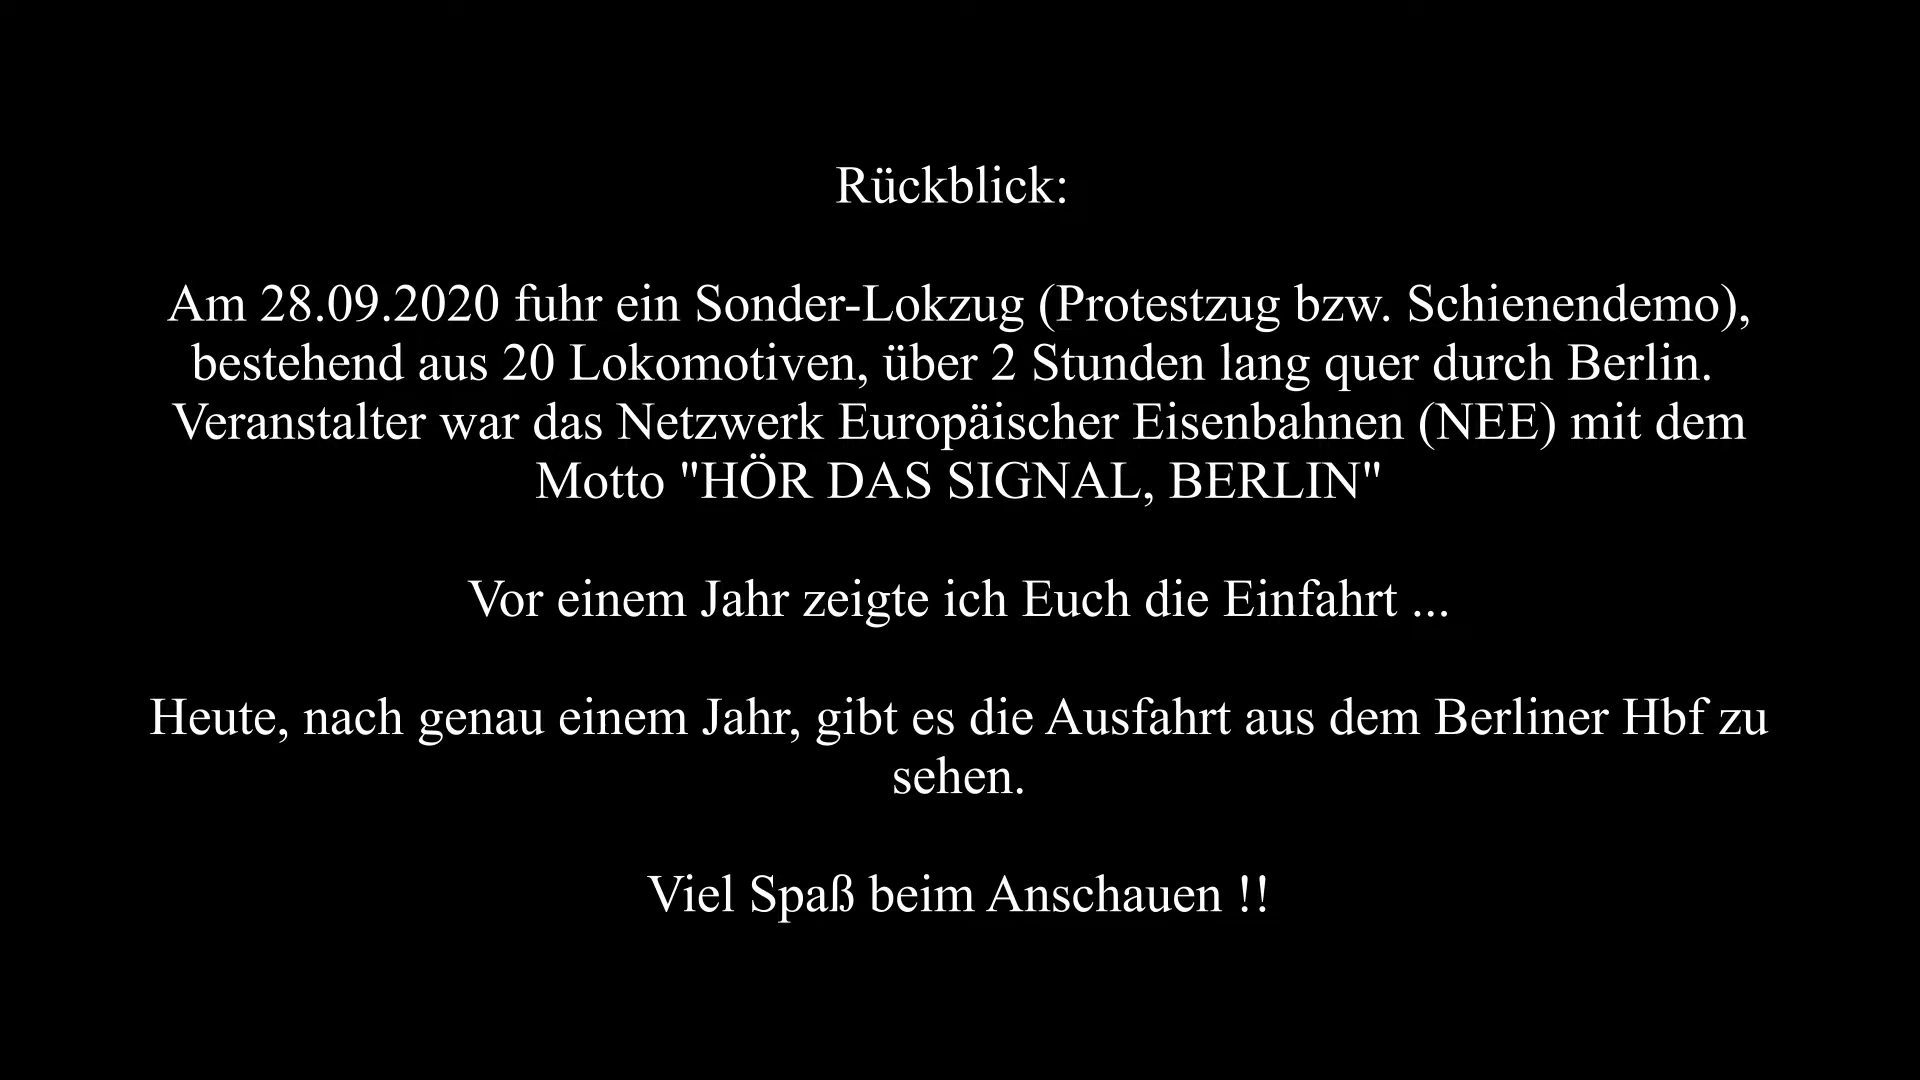 Rückblick:
Am 28.09.2020 fuhr ein Sonder-Lokzug (Protestzug bzw. Schienendemo),
bestehend aus 20 Lokomotiven, über 2 Stunden lang quer durch Berlin.
Veranstalter war das Netzwerk Europäischer Eisenbahnen (NEE) mit dem
Motto "HÖR DAS SIGNAL, BERLIN"
Vor einem Jahr zeigte ich Euch die Einfahrt ...
Heute, nach genau einem Jahr, gibt es die Ausfahrt aus dem Berliner Hbf zu
sehen.
Viel Spaß beim Anschauen !!